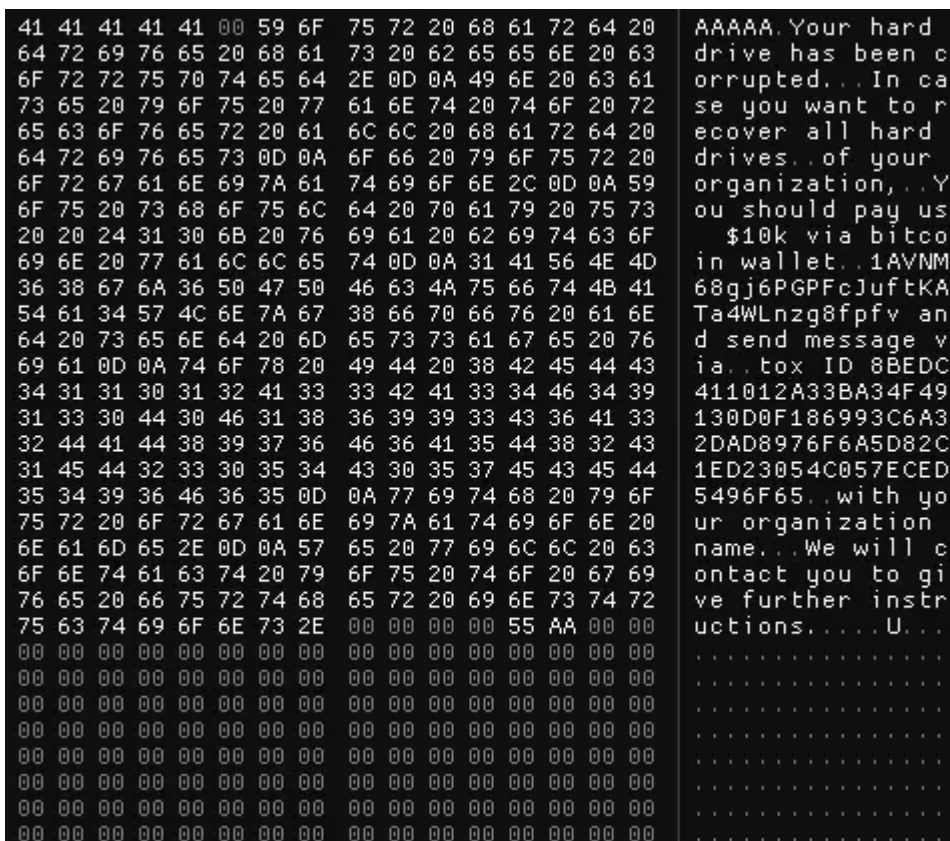 41 41 41 41 41 00 59 6F 75 72 20 68 61 72 64 20 AAAAA.Your hard
64 72 69 76 65 20 68 61 73 20 62 65 65 6E 20 63 drive has been c
6F 72 72 75 70 74 65 64 2E 0D 0A 49 6E 20 63 61 orrupted...In ca
73 65 20 79 6F 75 20 77 61 6E 74 20 74 6F 20 72 se you want to r
65 63 6F 76 65 72 20 61 6C 6C 20 68 61 72 64 20 ecover all hard
64 72 69 76 65 73 0D 0A 6F 66 20 79 6F 75 72 20 drives..of your
6F 72 67 61 6E 69 7A 61 74 69 6F 6E 2C 0D 0A 59 organization,..Y
6F 75 20 73 68 6F 75 6C 64 20 70 61 79 20 75 73 ou should pay us
20 20 24 31 30 6B 20 76 69 61 20 62 69 74 63 6F $10k via bitco
69 6E 20 77 61 6C 6C 65 74 0D 0A 31 41 56 4E 4D in wallet..1AVNM
36 38 67 6A 36 50 47 50 46 63 4A 75 66 74 4B 41 68gj6PGPFcJuftKA
54 61 34 57 4C 6E 7A 67 38 66 70 66 76 20 61 6E Ta4WLnzg8fpfv an
64 20 73 65 6E 64 20 6D 65 73 73 61 67 65 20 76 d send message v
69 61 0D 0A 74 6F 78 20 49 44 20 38 42 45 44 43 ia..tox ID 8BEDC
34 31 31 30 31 32 41 33 33 42 41 33 34 46 34 39 411012A33BA34F49
31 33 30 44 30 46 31 38 36 39 39 33 43 36 41 33 130D0F186993C6A3
32 44 41 44 38 39 37 36 46 36 41 35 44 38 32 43 2DAD8976F6A5D82C
31 45 44 32 33 30 35 34 43 30 35 37 45 43 45 44 1ED23054C057ECED
35 34 39 36 46 36 35 0D 0A 77 69 74 68 20 79 6F 5496F65..with yo
75 72 20 6F 72 67 61 6E 69 7A 61 74 69 6F 6E 20 ur organization
6E 61 6D 65 2E 0D 0A 57 65 20 77 69 6C 6C 20 63 name...We will c
6F 6E 74 61 63 74 20 79 6F 75 20 74 6F 20 67 69 ontact you to gi
76 65 20 66 75 72 74 68 65 72 20 69 6E 73 74 72 ve further instr
75 63 74 69 6F 6E 73 2E 00 00 00 00 55 AA 00 00 uctions.....U...
00 00 00 00 00 00 00 00 00 00 00 00 00 00 00 00 ................
00 00 00 00 00 00 00 00 00 00 00 00 00 00 00 00 ................
00 00 00 00 00 00 00 00 00 00 00 00 00 00 00 00 ................
00 00 00 00 00 00 00 00 00 00 00 00 00 00 00 00 ................
00 00 00 00 00 00 00 00 00 00 00 00 00 00 00 00 ................
00 00 00 00 00 00 00 00 00 00 00 00 00 00 00 00 ................
00 00 00 00 00 00 00 00 00 00 00 00 00 00 00 00 ................
00 00 00 00 00 00 00 00 00 00 00 00 00 00 00 00 ................